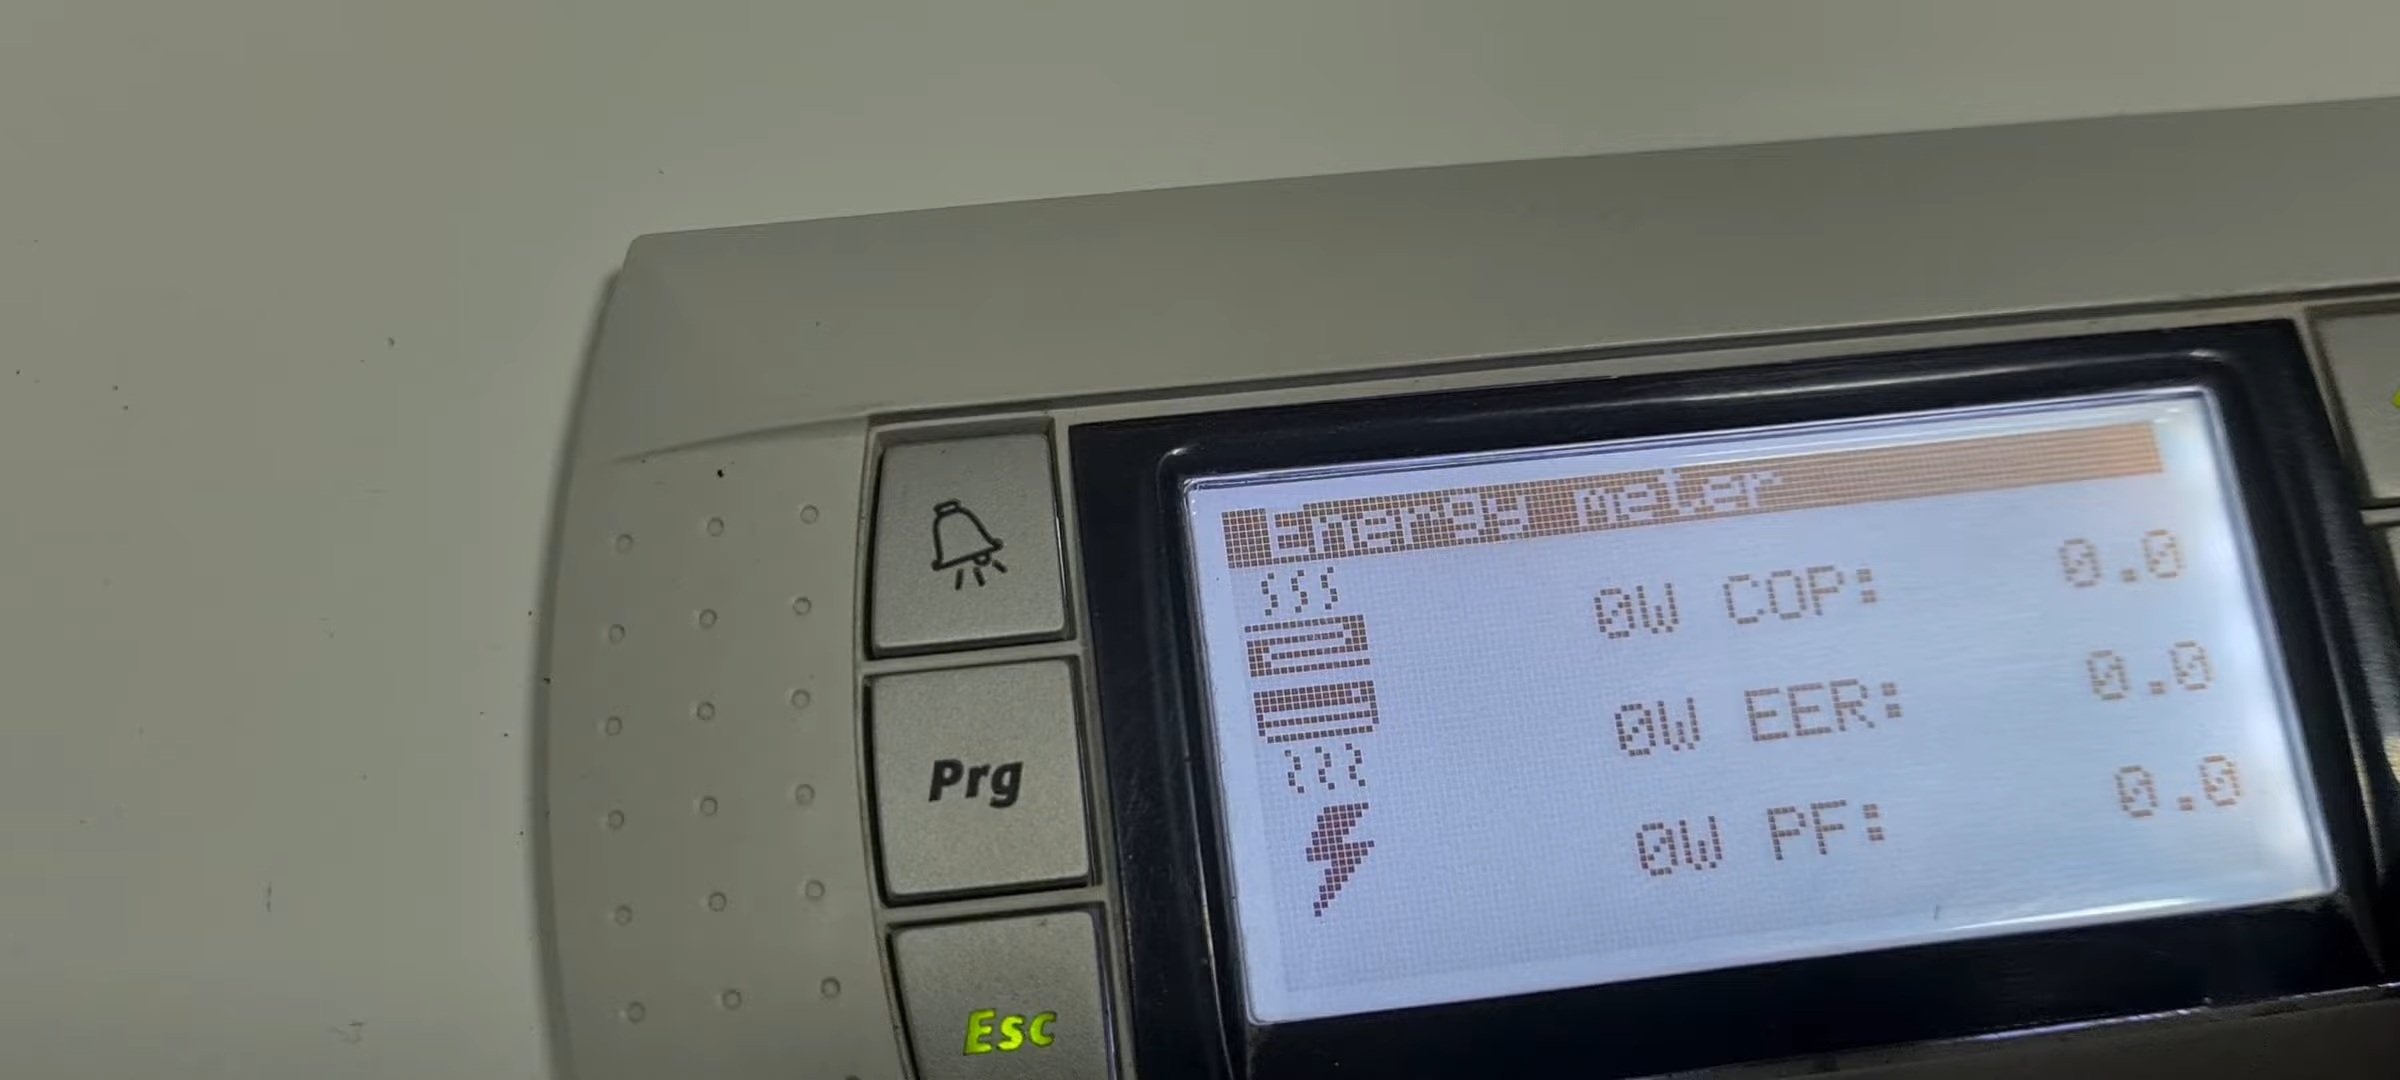 Energy meter
0W COP: 0.0
0W EER: 0.0
0W PF: 0.0
Prg
Esc